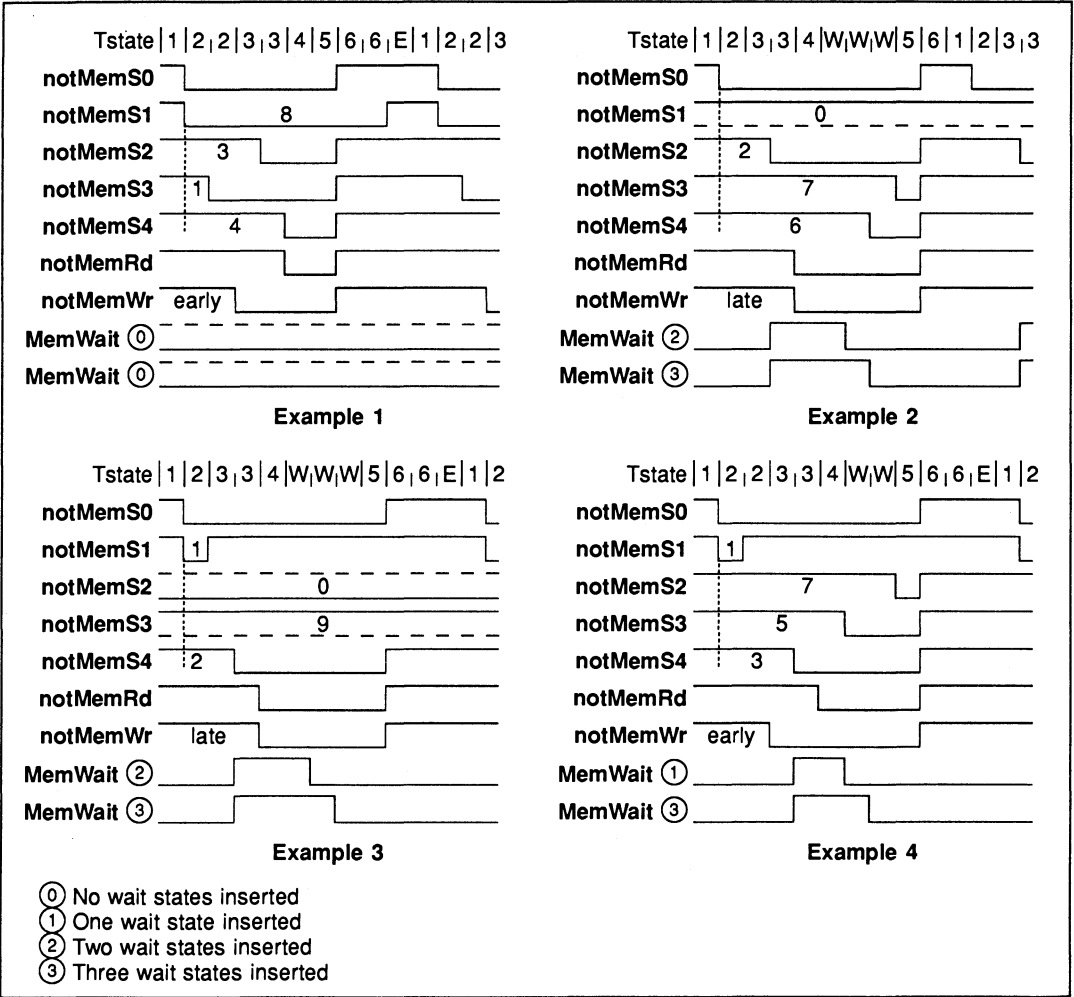 Tstate |1|2|2|3|3|4|5|6|6|E|1|2|2|3
notMemS0
notMemS1 8
notMemS2 3
notMemS3 1
notMemS4 4
notMemRd
notMemWr early
MemWait ⓪
MemWait ⓪
Example 1
Tstate |1|2|3|3|4|W|W|W|5|6|1|2|3|3
notMemS0
notMemS1 0
notMemS2 2
notMemS3 7
notMemS4 6
notMemRd
notMemWr late
MemWait ②
MemWait ③
Example 2
Tstate |1|2|3|3|4|W|W|W|5|6|6|E|1|2
notMemS0
notMemS1 1
notMemS2 0
notMemS3 9
notMemS4 2
notMemRd
notMemWr late
MemWait ②
MemWait ③
Example 3
Tstate |1|2|2|3|3|4|W|W|5|6|6|E|1|2
notMemS0
notMemS1 1
notMemS2 7
notMemS3 5
notMemS4 3
notMemRd
notMemWr early
MemWait ①
MemWait ③
Example 4
⓪ No wait states inserted
① One wait state inserted
② Two wait states inserted
③ Three wait states inserted